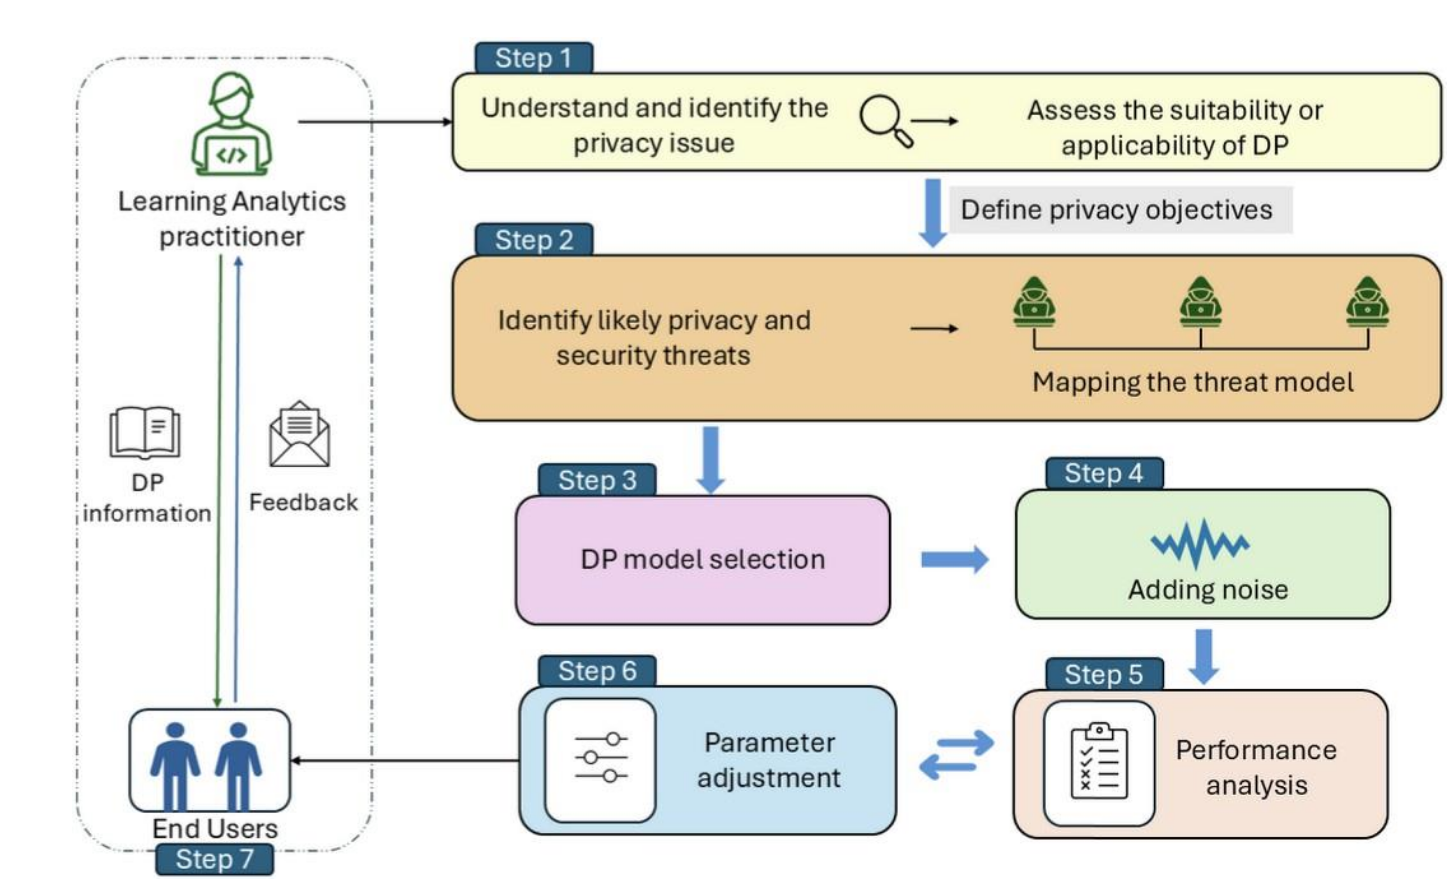 Step 1
Understand and identify the
privacy issue
Assess the suitability or
applicability of DP
Learning Analytics
practitioner
Define privacy objectives
Step 2
Identify likely privacy and
security threats
Mapping the threat model
DP
information
Feedback
Step 3
DP model selection
Step 4
Adding noise
Step 5
Performance
analysis
Step 6
Parameter
adjustment
End Users
Step 7